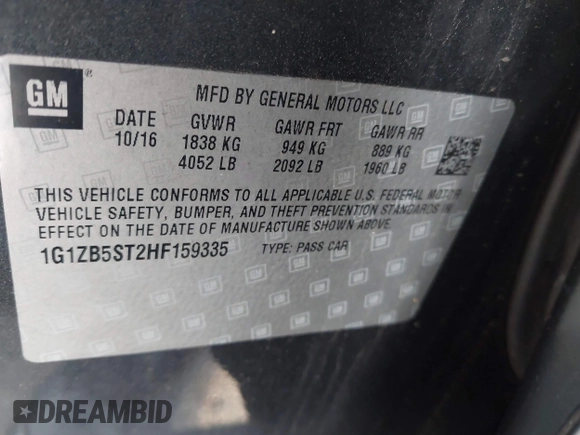 GM ®
MFD BY GENERAL MOTORS LLC
DATE GVWR GAWR FRT GAWR RR
10/16 1838 KG 949 KG 889 KG
4052 LB 2092 LB 1960 LB
THIS VEHICLE CONFORMS TO ALL APPLICABLE U.S. FEDERAL MOTOR
VEHICLE SAFETY, BUMPER, AND THEFT PREVENTION STANDARDS IN
EFFECT ON THE DATE OF MANUFACTURE SHOWN ABOVE.
1G1ZB5ST2HF159335 TYPE: PASS CAR
DREAMBID